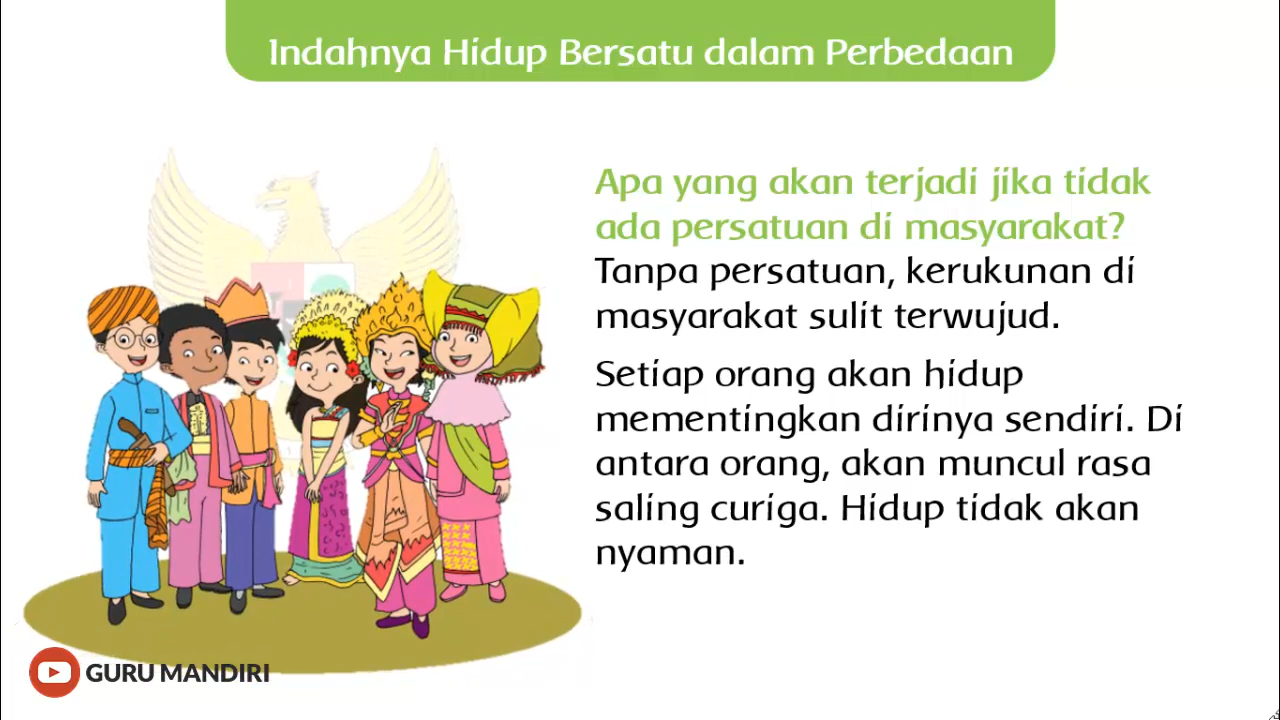 Indahnya Hidup Bersatu dalam Perbedaan
Apa yang akan terjadi jika tidak
ada persatuan di masyarakat?
Tanpa persatuan, kerukunan di
masyarakat sulit terwujud.
Setiap orang akan hidup
mementingkan dirinya sendiri. Di
antara orang, akan muncul rasa
saling curiga. Hidup tidak akan
nyaman.
GURU MANDIRI